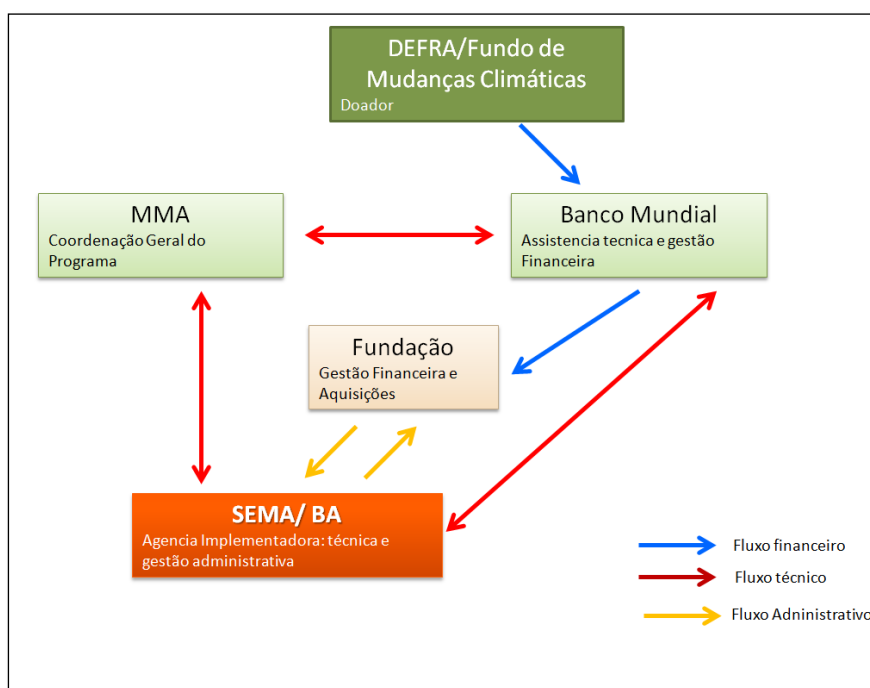 DEFRA/Fundo de
Mudanças Climáticas
Doador
MMA
Coordenação Geral do
Programa
Banco Mundial
Assistencia tecnica e gestão
Financeira
Fundação
Gestão Financeira e
Aquisições
SEMA/ BA
Agencia Implementadora: técnica e
gestão administrativa
Fluxo financeiro
Fluxo técnico
Fluxo Adninistrativo